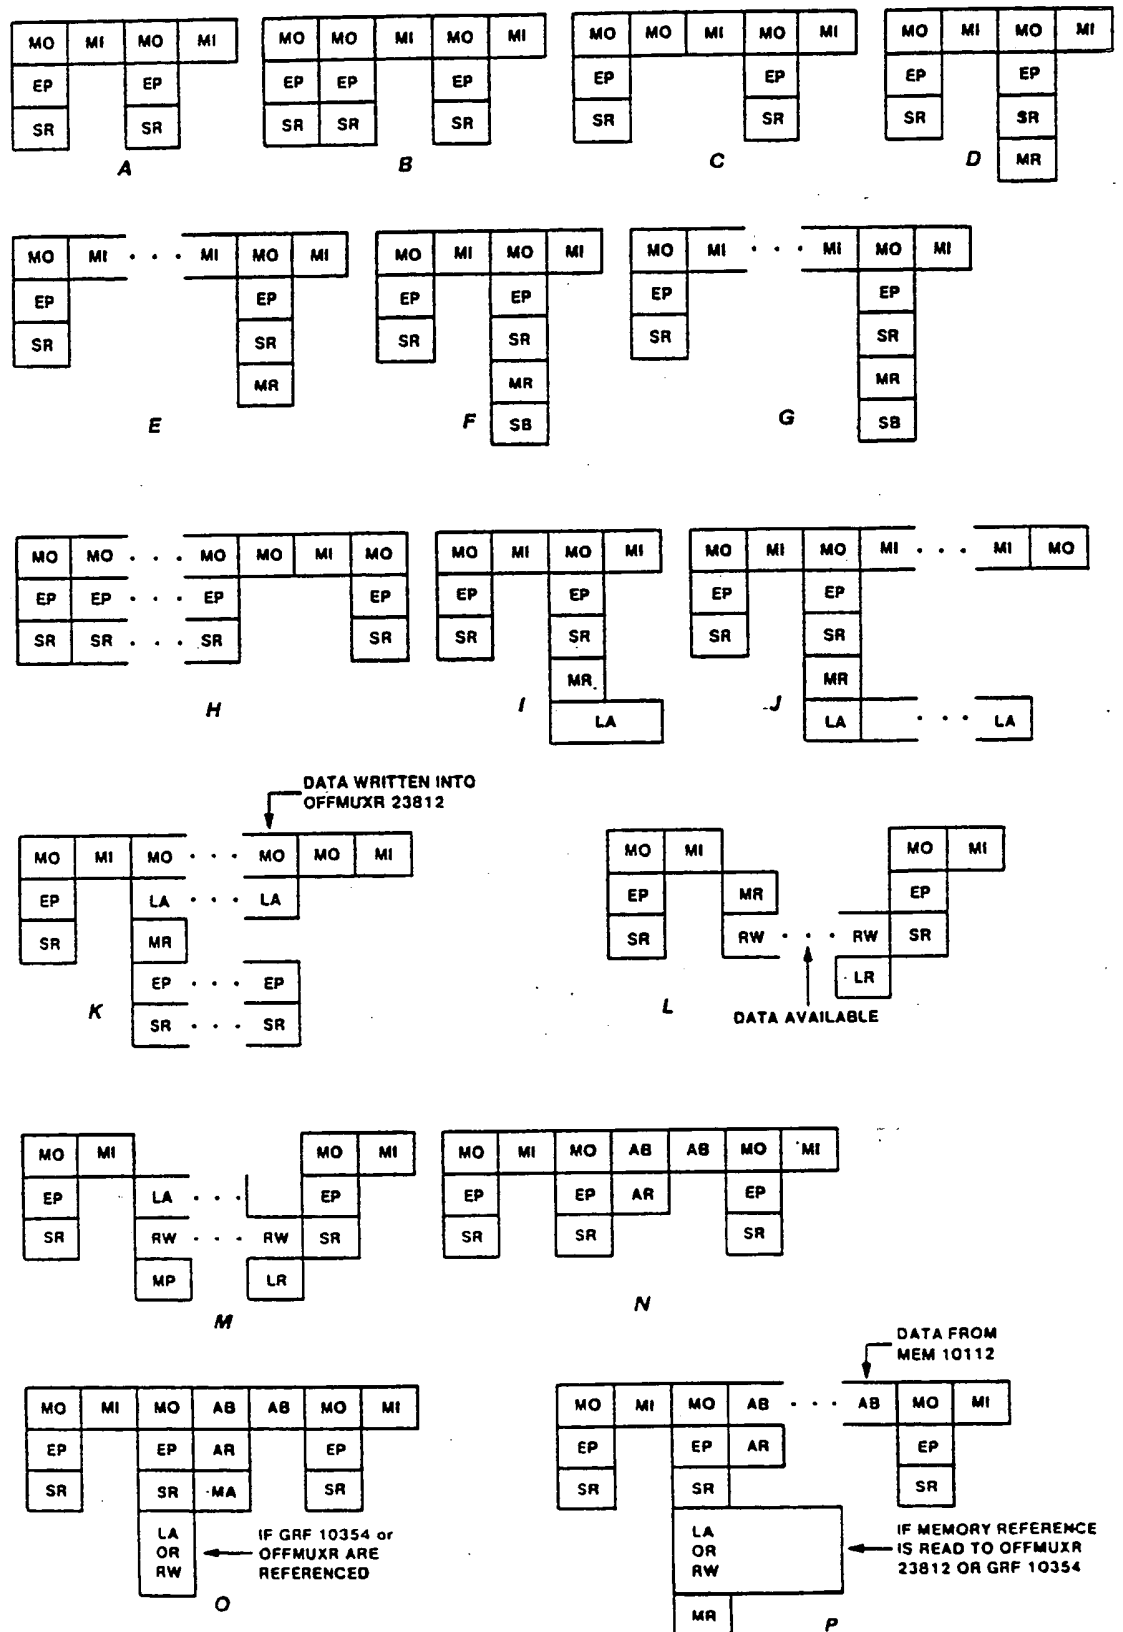 MO MI MO MI
EP EP
SR SR
A
MO MO MI MO MI
EP EP EP
SR SR SR
B
MO MO MI MO MI
EP EP
SR SR
C
MO MI MO MI
EP EP
SR SR
MR
D
MO MI . . . MI MO MI
EP EP
SR SR
MR
E
MO MI MO MI
EP EP
SR SR
MR
SB
F
MO MI . . . MI MO MI
EP EP
SR SR
MR
SB
G
MO MO . . . MO MO MI MO
EP EP . . . EP EP
SR SR . . . SR SR
H
MO MI MO MI
EP EP
SR SR
MR
LA
I
MO MI MO MI . . . MI MO
EP EP
SR SR
MR
LA . . . LA
J
DATA WRITTEN INTO
OFFMUXR 23812
MO MI MO . . . MO MO MI
EP LA . . . LA
SR MR
EP . . . EP
SR . . . SR
K
MO MI MO MI
EP MR EP
SR RW . . . RW SR
LR
L
DATA AVAILABLE
MO MI MO MI
EP LA . . . EP
SR RW . . . RW SR
MP LR
M
MO MI MO AB AB MO MI
EP EP AR EP
SR SR SR
N
MO MI MO AB AB MO MI
EP EP AR EP
SR SR MA SR
LA
OR
RW
IF GRF 10354 or
OFFMUXR ARE
REFERENCED
O
DATA FROM
MEM 10112
MO MI MO AB . . . AB MO MI
EP EP AR EP
SR SR SR
LA
OR
RW
IF MEMORY REFERENCE
IS READ TO OFFMUXR
23812 OR GRF 10354
MR
P